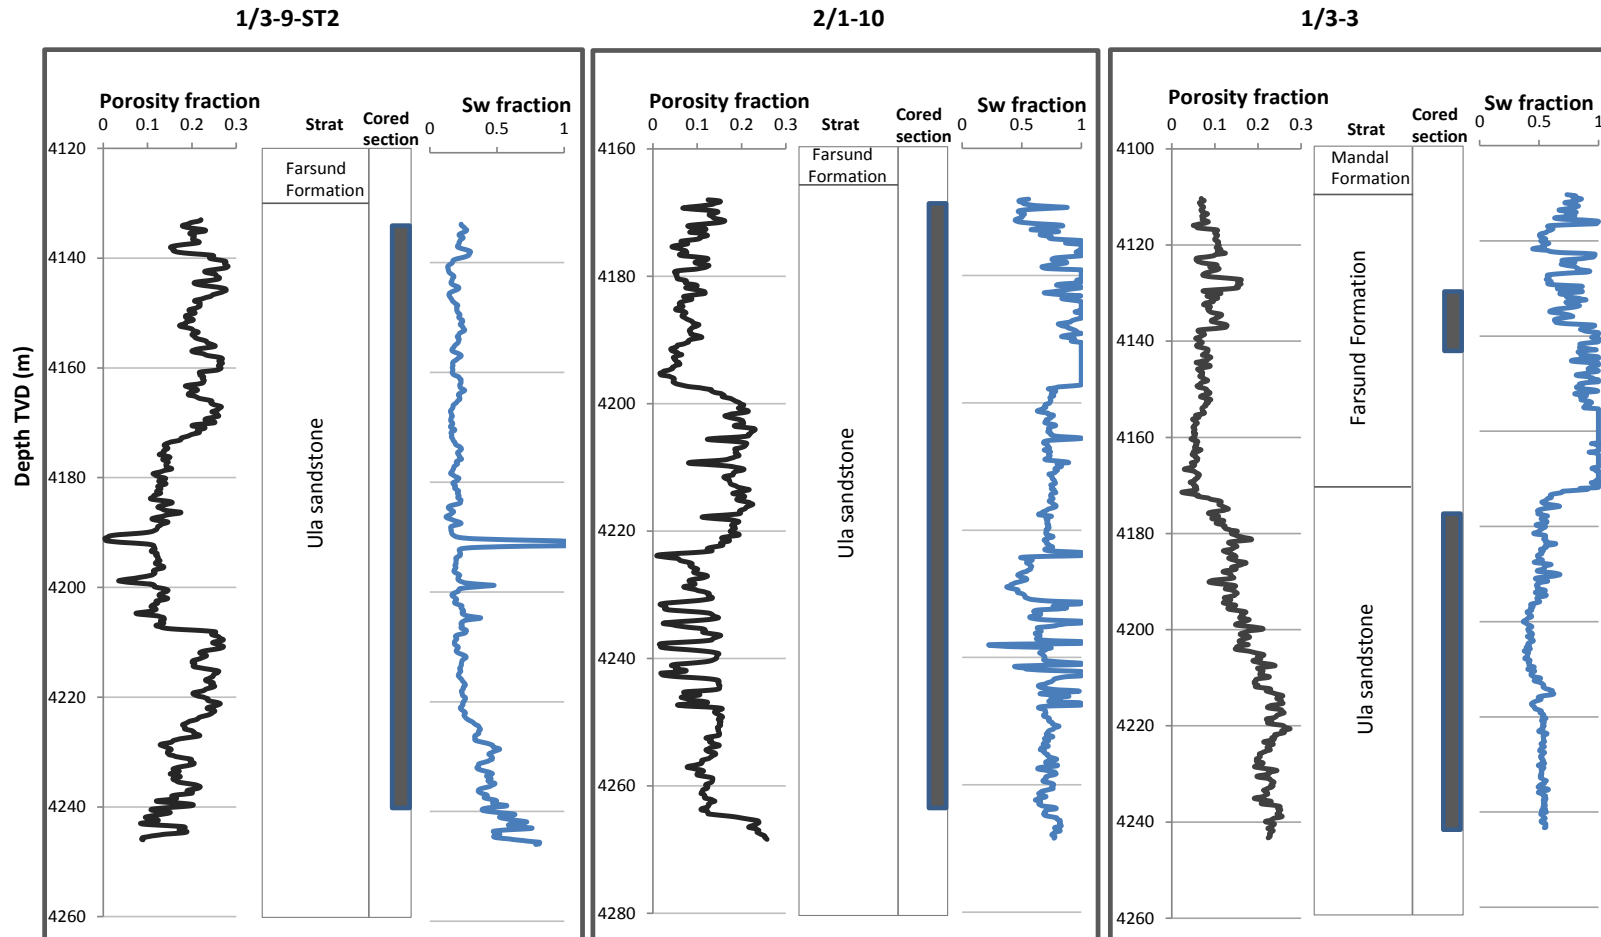 1/3-9-ST2
2/1-10
1/3-3
Porosity fraction
0 0.1 0.2 0.3
Strat
Cored
section
Sw fraction
0 0.5 1
Depth TVD (m)
4120
4140
4160
4180
4200
4220
4240
4260
Farsund
Formation
Ula sandstone
Porosity fraction
0 0.1 0.2 0.3
Strat
Cored
section
Sw fraction
0 0.5 1
4160
4180
4200
4220
4240
4260
4280
Farsund
Formation
Ula sandstone
Porosity fraction
0 0.1 0.2 0.3
Strat
Cored
section
Sw fraction
0 0.5 1
4100
4120
4140
4160
4180
4200
4220
4240
4260
Mandal
Formation
Farsund Formation
Ula sandstone